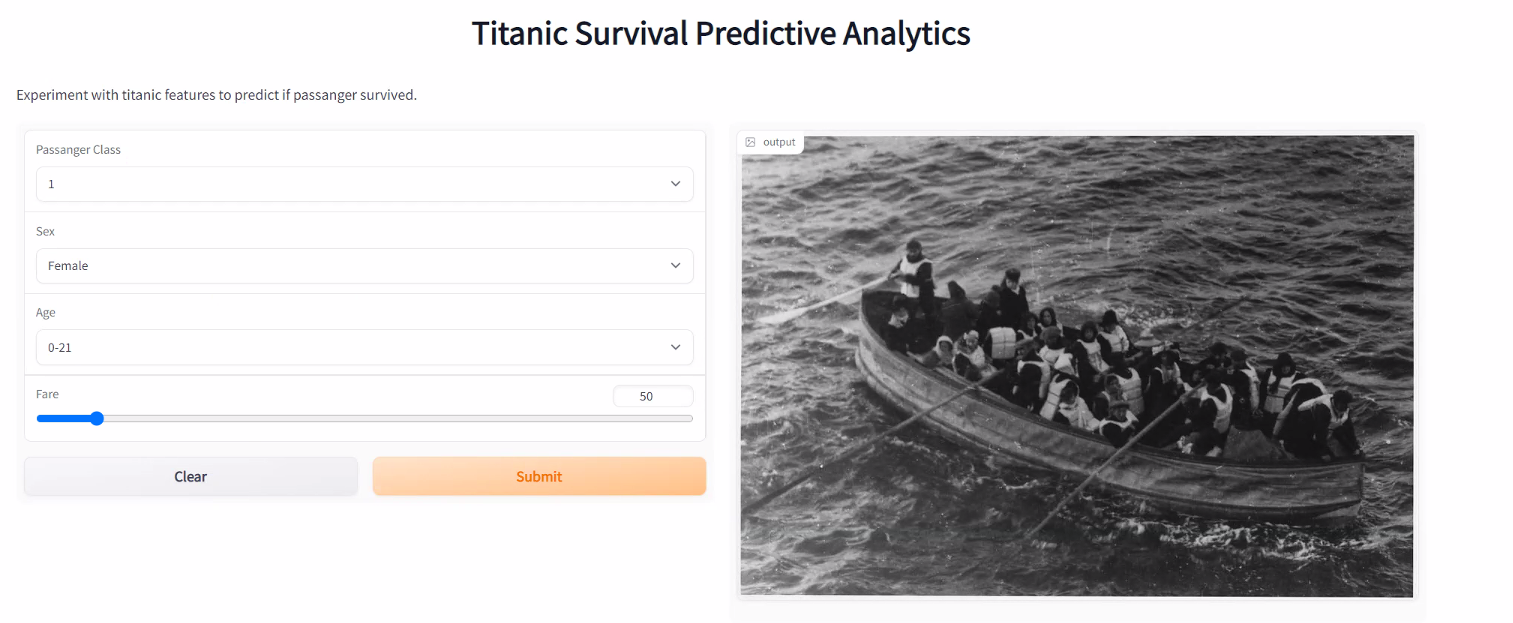 Titanic Survival Predictive Analytics
Experiment with titanic features to predict if passanger survived.
Passanger Class
1
Sex
Female
Age
0-21
Fare
50
Clear
Submit
output